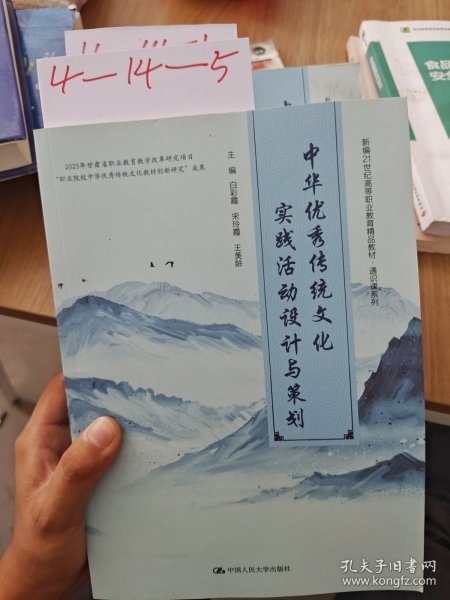 4—14—5
2023年甘肃省职业教育教学改革研究项目
“职业院校中华优秀传统文化教材创新研究”成果
主编 白彩霞 宋玲霞 王美龄
中华优秀传统文化
实践活动设计与策划
新编21世纪高等职业教育精品教材·通识课系列
中国人民大学出版社
食品
安全
孔夫子旧书网
www.kongfz.com